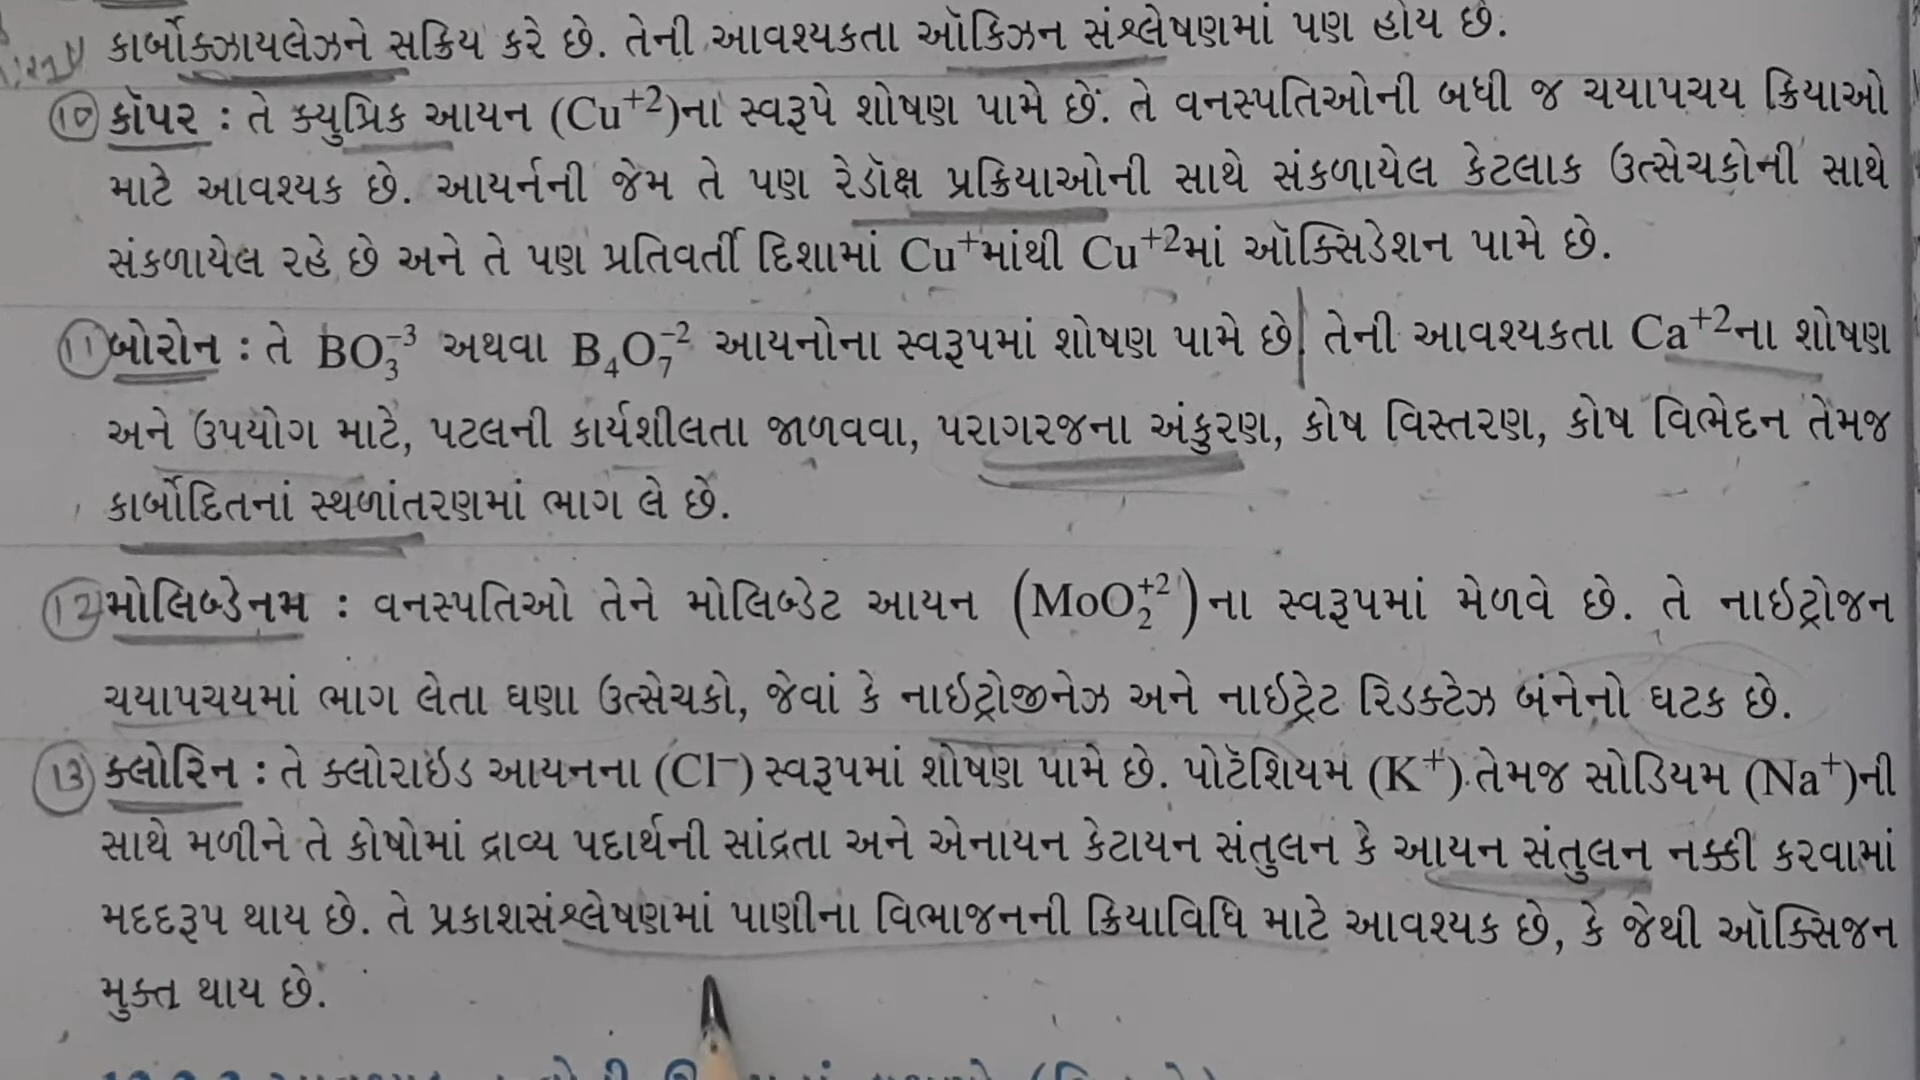 કાર્બોક્ઝાયલેઝને સક્રિય કરે છે. તેની આવશ્યકતા ઑક્ઝિન સંશ્લેષણમાં પણ હોય છે.
(10) કૉપર : તે ક્યુપ્રિક આયન (Cu⁺²)ના સ્વરૂપે શોષણ પામે છે. તે વનસ્પતિઓની બધી જ ચયાપચય ક્રિયાઓ
માટે આવશ્યક છે. આયર્નની જેમ તે પણ રેડૉક્ષ પ્રક્રિયાઓની સાથે સંકળાયેલ કેટલાક ઉત્સેચકોની સાથે
સંકળાયેલ રહે છે અને તે પણ પ્રતિવર્તી દિશામાં Cu⁺માંથી Cu⁺²માં ઑક્સિડેશન પામે છે.
(11) બોરોન : તે BO₃⁻³ અથવા B₄O₇⁻² આયનોના સ્વરૂપમાં શોષણ પામે છે તેની આવશ્યકતા Ca⁺²ના શોષણ
અને ઉપયોગ માટે, પટલની કાર્યશીલતા જાળવવા, પરાગરજના અંકુરણ, કોષ વિસ્તરણ, કોષ વિભેદન તેમજ
કાર્બોદિતનાં સ્થળાંતરણમાં ભાગ લે છે.
(12) મોલિબ્ડેનમ : વનસ્પતિઓ તેને મોલિબ્ડેટ આયન (MoO₂⁺²) ના સ્વરૂપમાં મેળવે છે. તે નાઇટ્રોજન
ચયાપચયમાં ભાગ લેતા ઘણા ઉત્સેચકો, જેવાં કે નાઇટ્રોજીનેઝ અને નાઇટ્રેટ રિડક્ટેઝ બંનેનો ઘટક છે.
(13) ક્લોરિન : તે ક્લોરાઇડ આયનના (Cl⁻) સ્વરૂપમાં શોષણ પામે છે. પોટૅશિયમ (K⁺) તેમજ સોડિયમ (Na⁺)ની
સાથે મળીને તે કોષોમાં દ્રાવ્ય પદાર્થની સાંદ્રતા અને એનાયન કેટાયન સંતુલન કે આયન સંતુલન નક્કી કરવામાં
મદદરૂપ થાય છે. તે પ્રકાશસંશ્લેષણમાં પાણીના વિભાજનની ક્રિયાવિધિ માટે આવશ્યક છે, કે જેથી ઑક્સિજન
મુક્ત થાય છે.